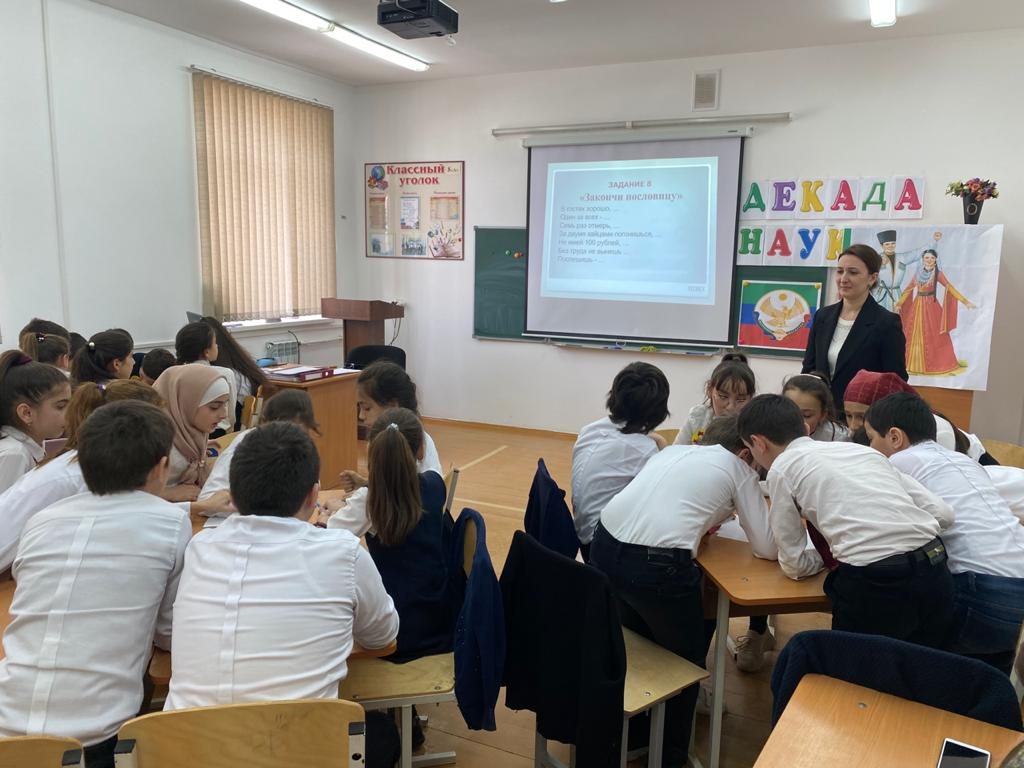 Классный
уголок
ЗАДАНИЕ 8
«Закончи пословицу»
В гостях хорошо, ...
Один за всех - ...
Семь раз отмерь, ...
За двумя зайцами погонишься, ...
Не имей 100 рублей, ...
Без труда не вынешь ...
Поспешишь - ...
ДЕКАДА
НАУК